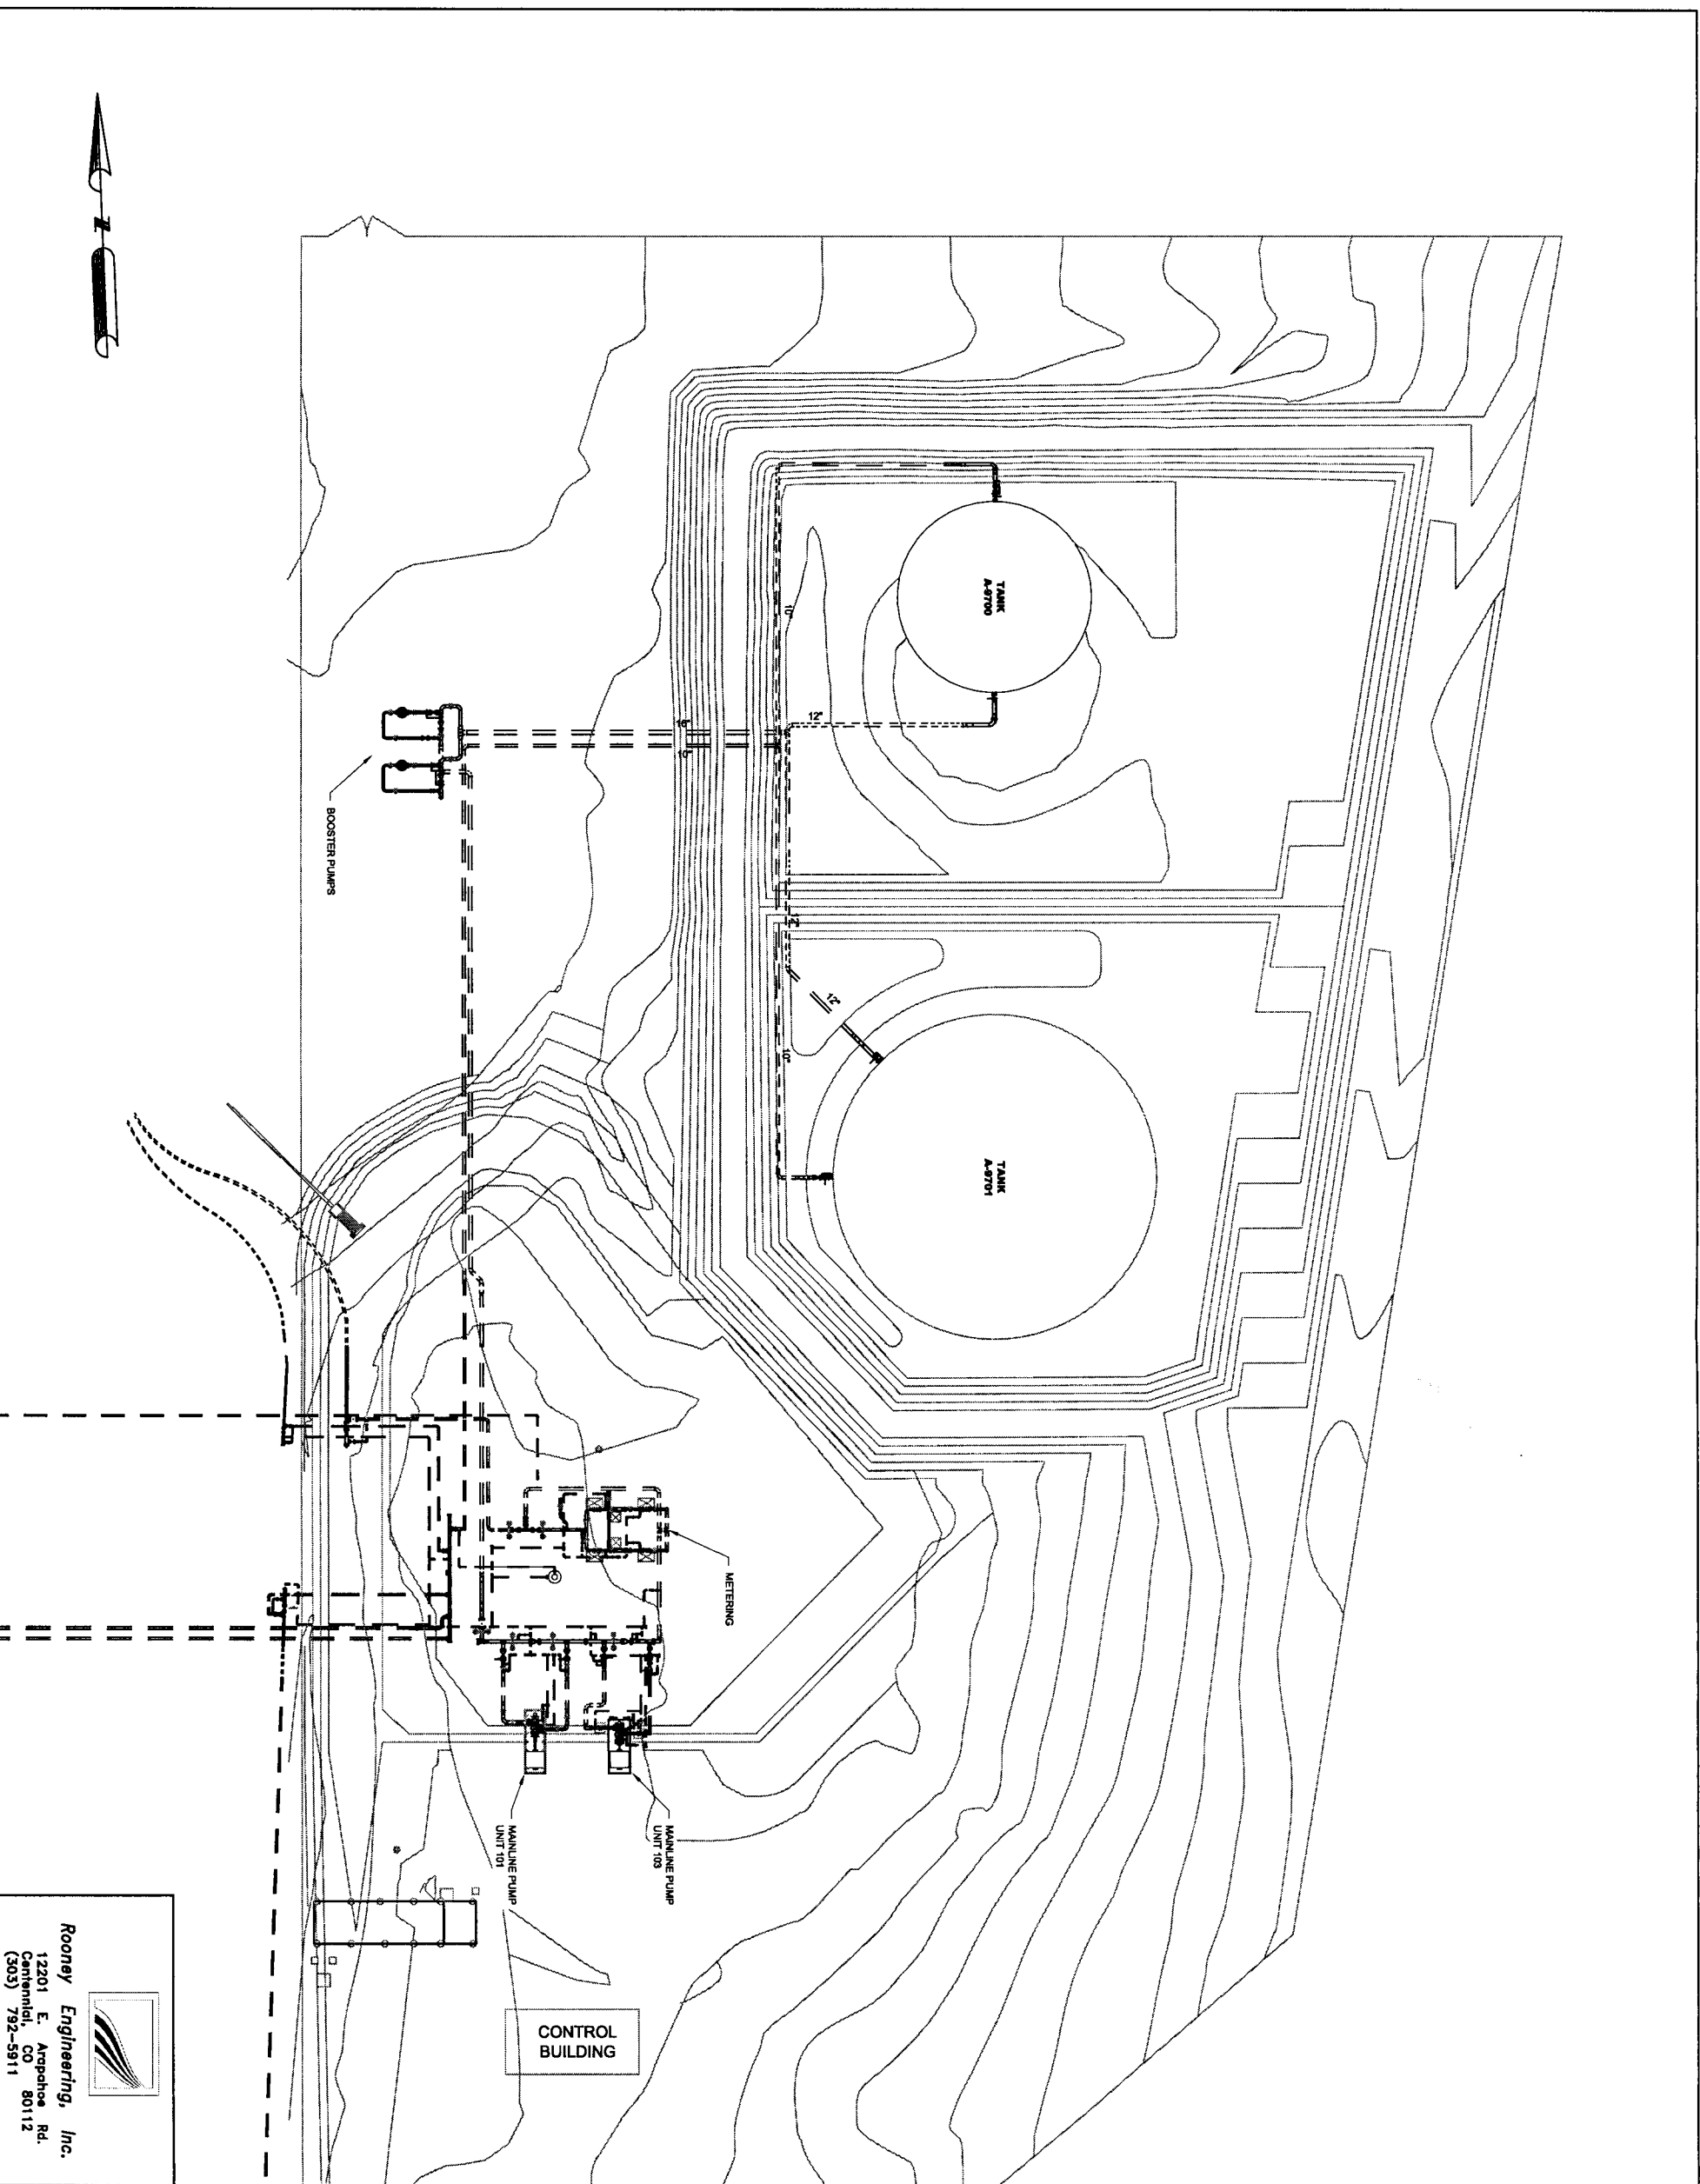 N
TANK
A-9700
10"
12"
16"
10"
BOOSTER PUMPS
12"
12"
10"
TANK
A-9701
METERING
MAINLINE PUMP
UNIT 103
MAINLINE PUMP
UNIT 101
CONTROL
BUILDING
Rooney Engineering, Inc.
12201 E. Arapahoe Rd.
Centennial, CO 80112
(303) 792-5911